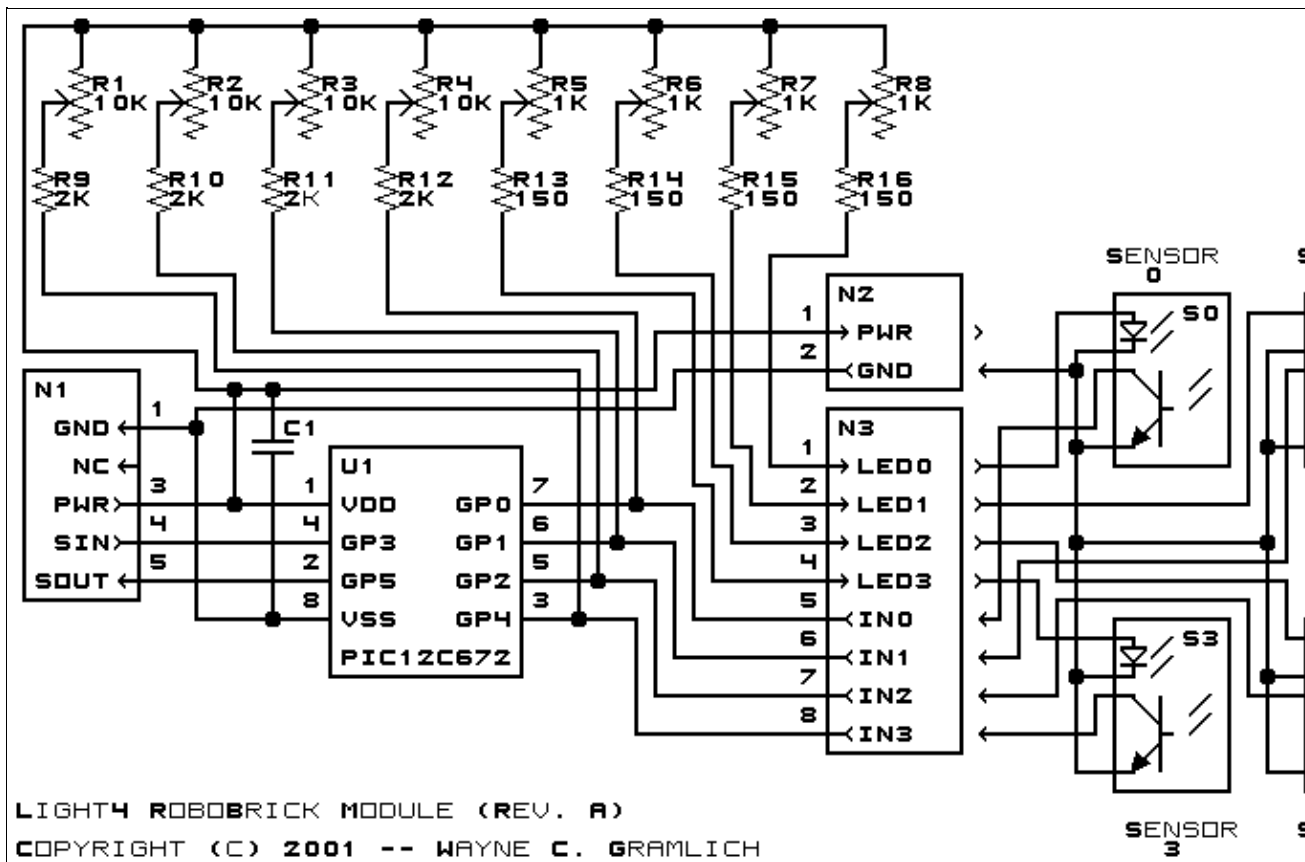 R1 R2 R3 R4 R5 R6 R7 R8
10K 10K 10K 10K 1K 1K 1K 1K
R9 R10 R11 R12 R13 R14 R15 R16
2K 2K 2K 2K 150 150 150 150
SENSOR
0
N2
S0
1
PWR
2
GND
N1
1
GND
C1
N3
NC
U1
1
LED0
3
PWR
1
VDD
GP0
7
2
LED1
4
SIN
4
GP3
GP1
6
3
LED2
5
SOUT
2
GP5
GP2
5
4
LED3
8
VSS
GP4
3
5
IN0
PIC12C672
6
IN1
S3
7
IN2
8
IN3
LIGHT4 ROBOBRICK MODULE (REV. A)
COPYRIGHT (C) 2001 -- WAYNE C. GRAMLICH
SENSOR
3